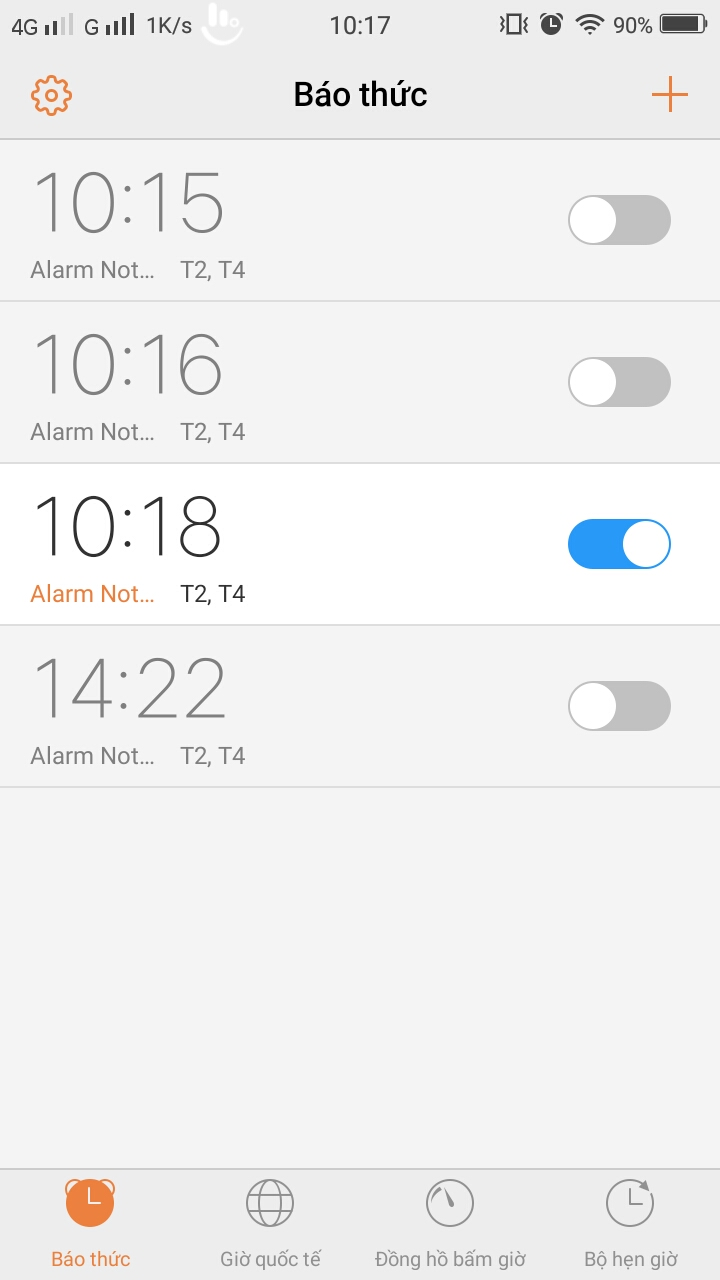 4G G 1K/s 10:17 90%
Báo thức
10:15
Alarm Not... T2, T4
10:16
Alarm Not... T2, T4
10:18
Alarm Not... T2, T4
14:22
Alarm Not... T2, T4
Báo thức Giờ quốc tế Đồng hồ bấm giờ Bộ hẹn giờ